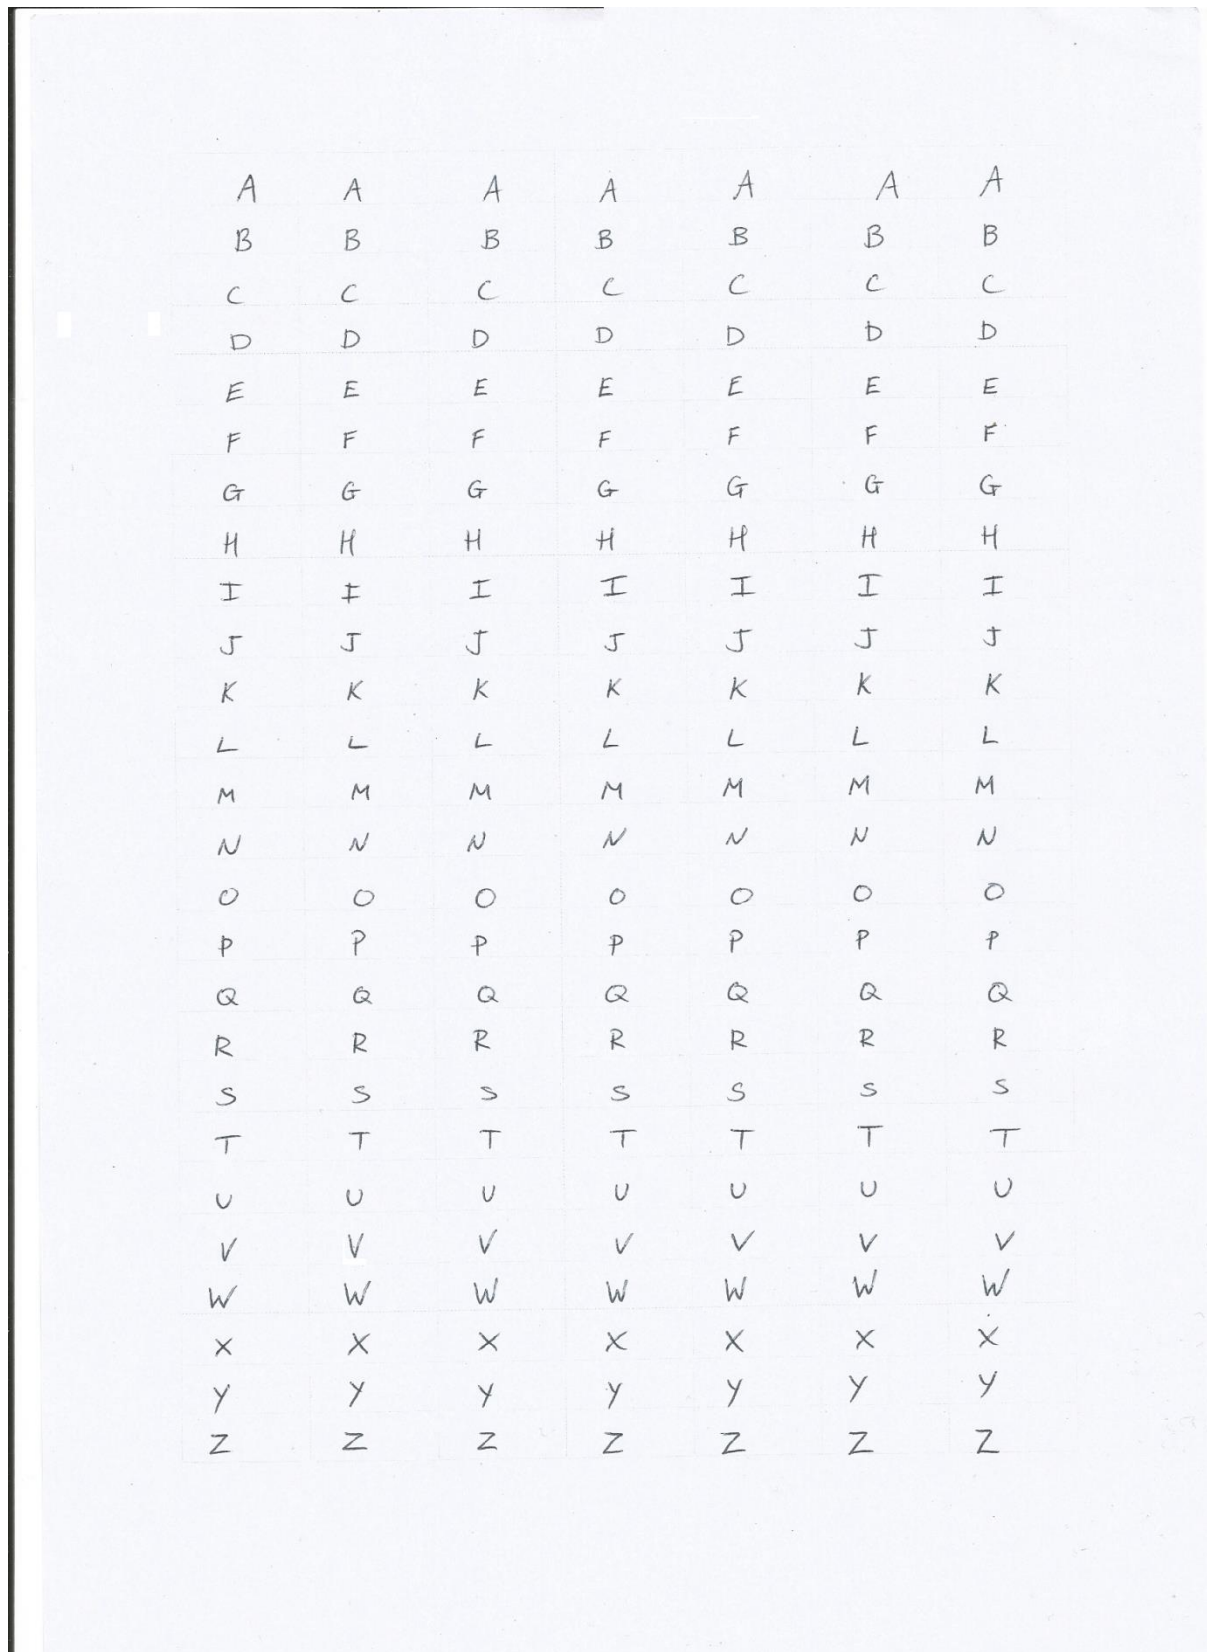 A A A A A A A
B B B B B B B
C C C C C C C
D D D D D D D
E E E E E E E
F F F F F F F
G G G G G G G
H H H H H H H
I I I I I I I
J J J J J J J
K K K K K K K
L L L L L L L
M M M M M M M
N N N N N N N
O O O O O O O
P P P P P P P
Q Q Q Q Q Q Q
R R R R R R R
S S S S S S S
T T T T T T T
U U U U U U U
V V V V V V V
W W W W W W W
X X X X X X X
Y Y Y Y Y Y Y
Z Z Z Z Z Z Z